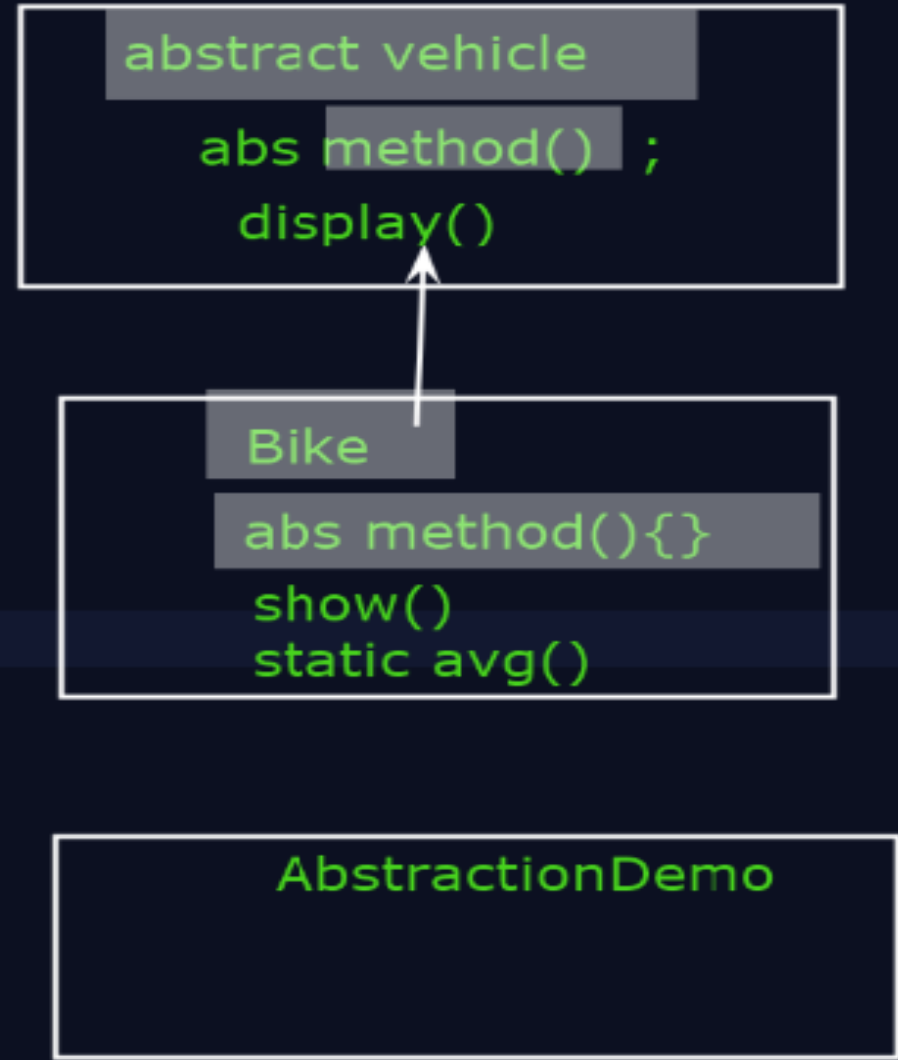 abstract vehicle
abs method() ;
display()
Bike
abs method(){}
show()
static avg()
AbstractionDemo